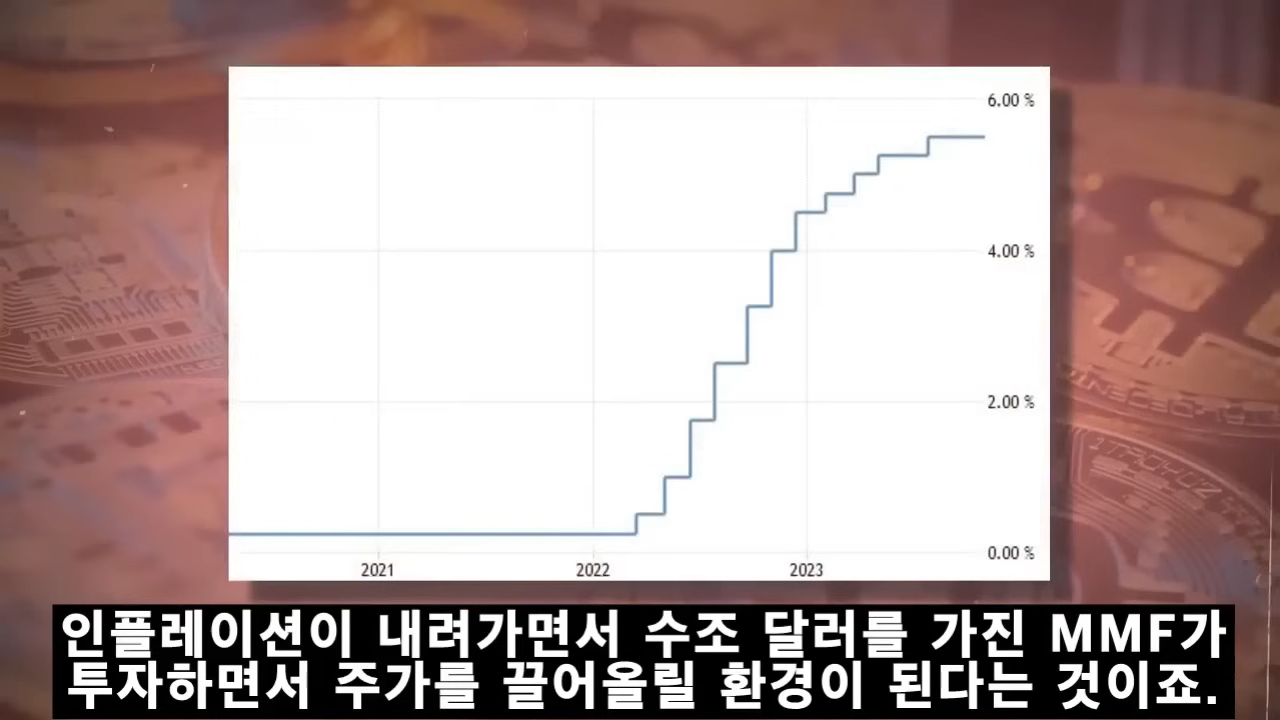 6.00 %
4.00 %
2.00 %
0.00 %
2021 2022 2023
인플레이션이 내려가면서 수조 달러를 가진 MMF가
투자하면서 주가를 끌어올릴 환경이 된다는 것이죠.